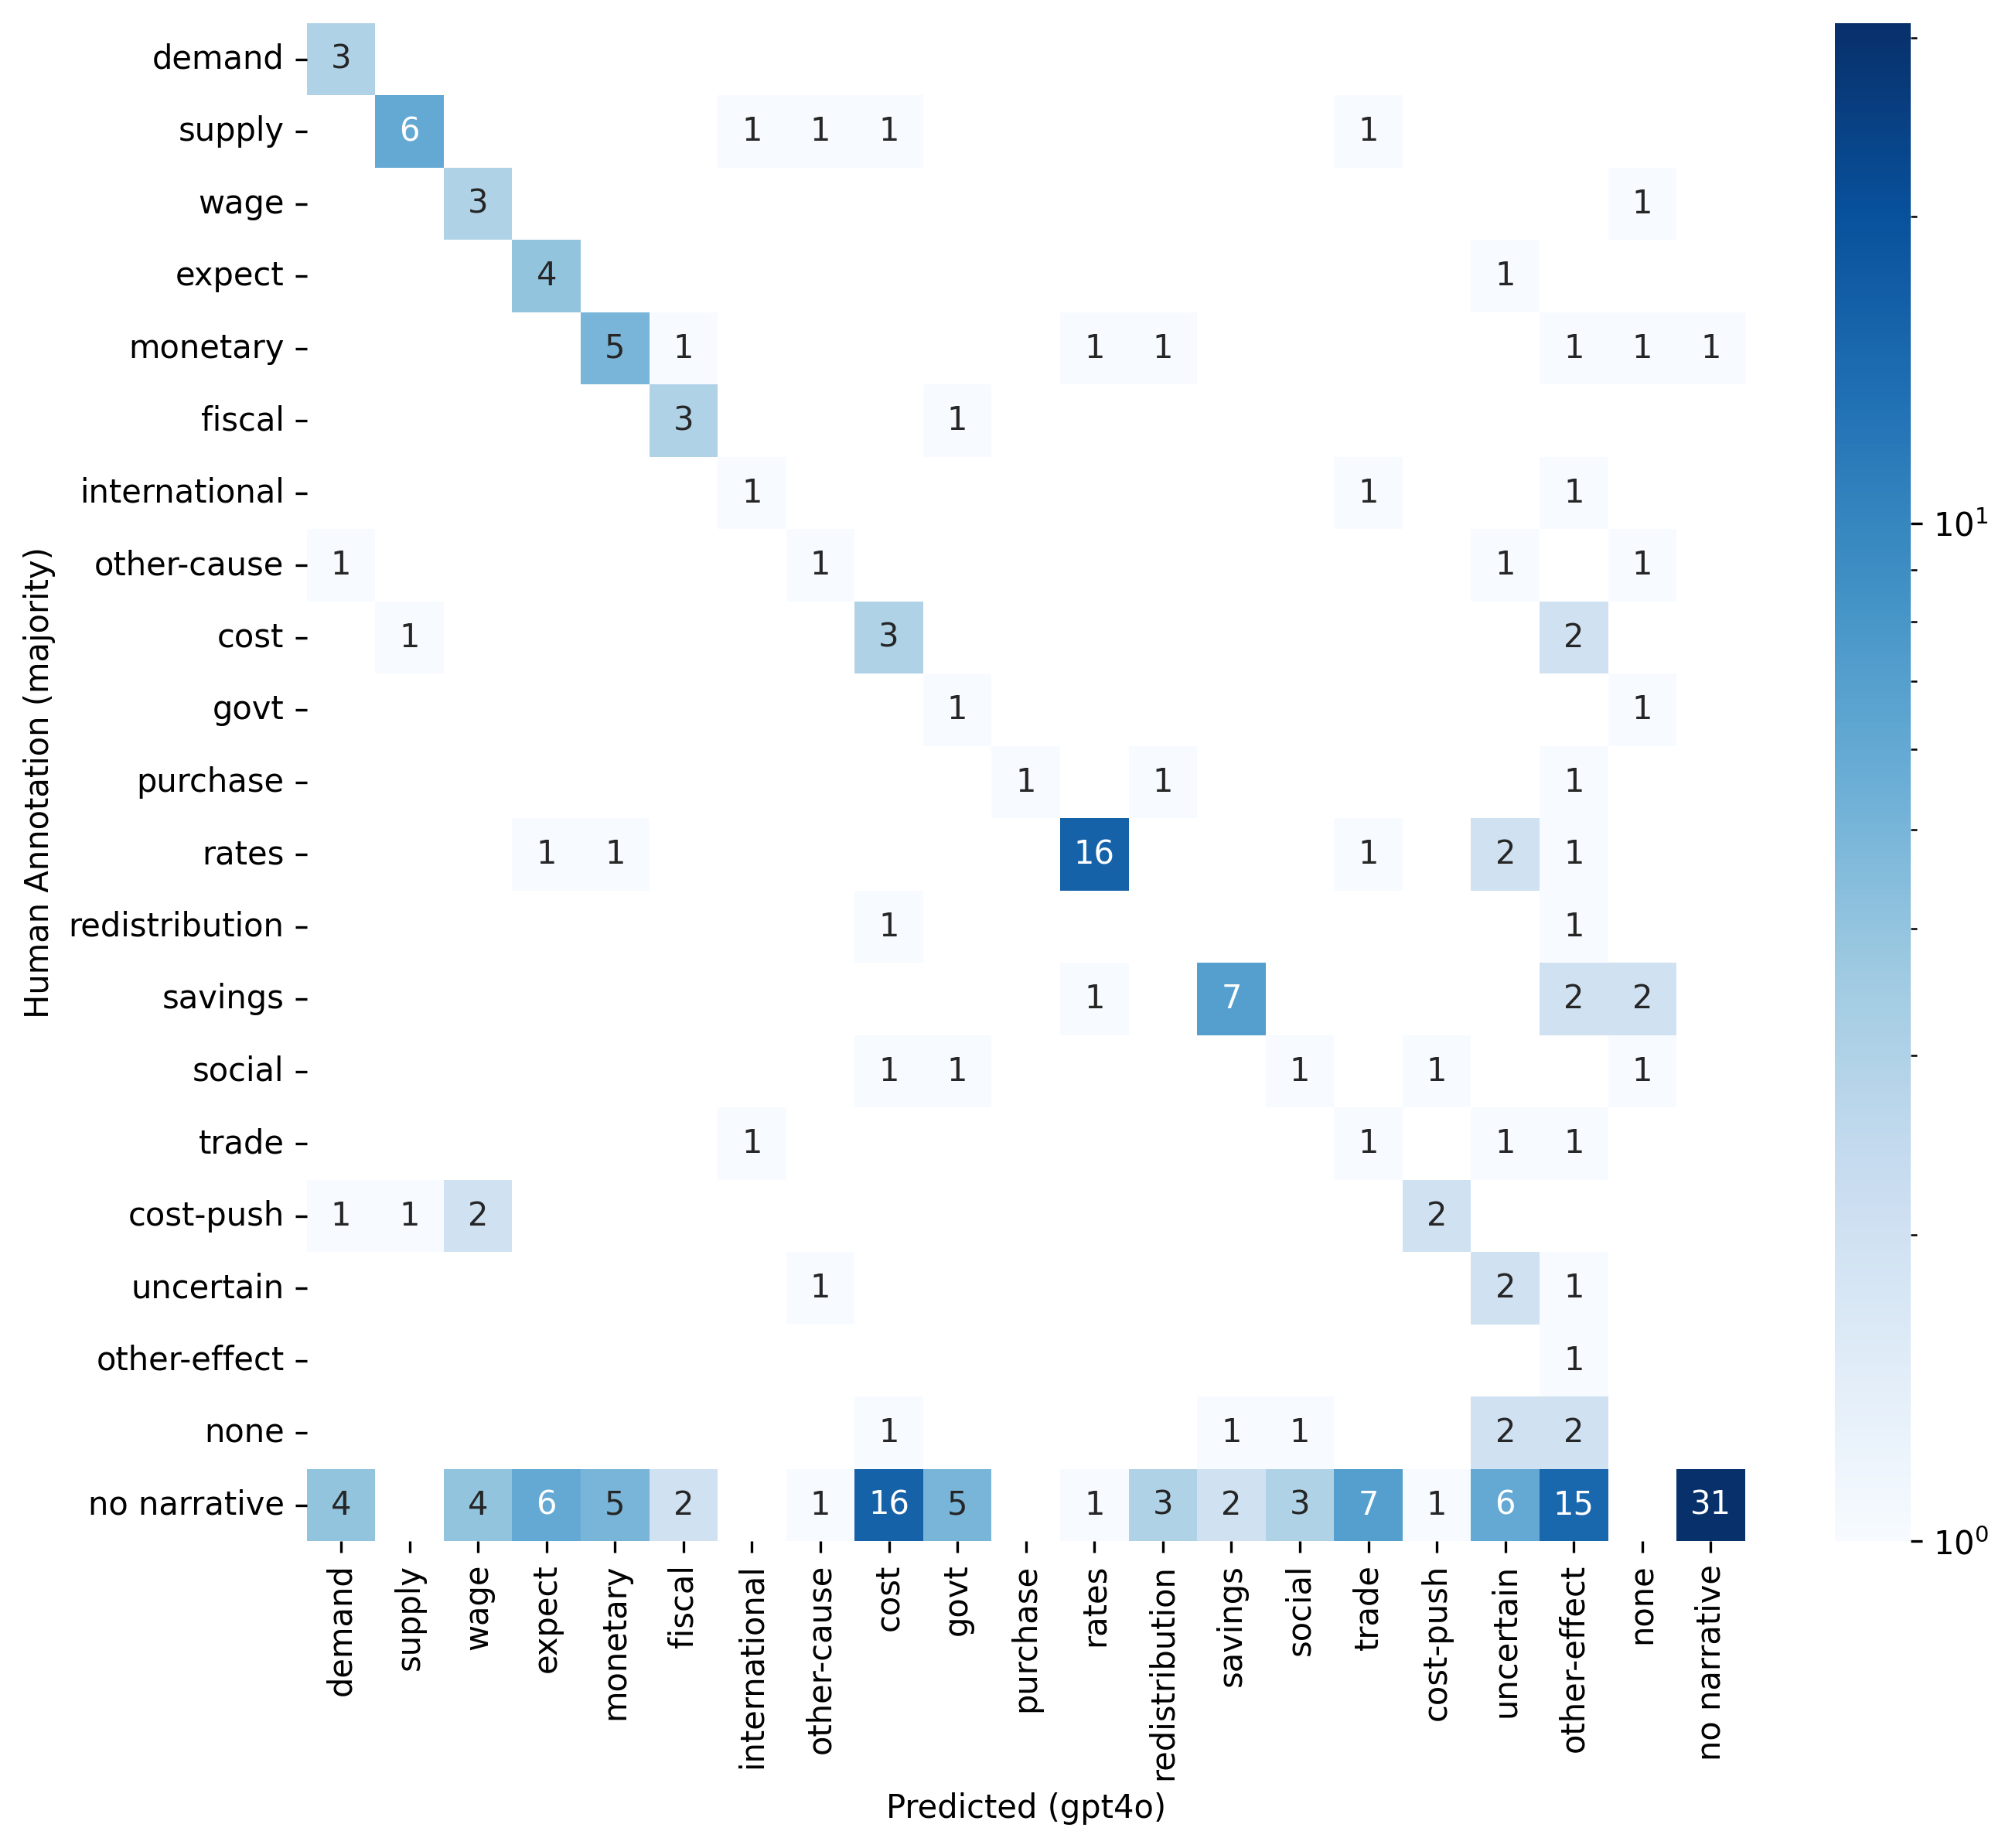 Human Annotation (majority)
demand 3
supply 6 1 1 1 1
wage 3 1
expect 4 1
monetary 5 1 1 1 1 1 1
fiscal 3 1
international 1 1 1
other-cause 1 1 1 1
cost 1 3 2
govt 1 1
purchase 1 1 1
rates 1 1 16 1 2 1
redistribution 1 1
savings 1 7 2 2
social 1 1 1 1 1
trade 1 1 1 1
cost-push 1 1 2 2
uncertain 1 2 1
other-effect 1
none 1 1 1 2 2
no narrative 4 4 6 5 2 1 16 5 1 3 2 3 7 1 6 15 31
demand
supply
wage
expect
monetary
fiscal
international
other-cause
cost
govt
purchase
rates
redistribution
savings
social
trade
cost-push
uncertain
other-effect
none
no narrative
Predicted (gpt4o)
10¹
10⁰